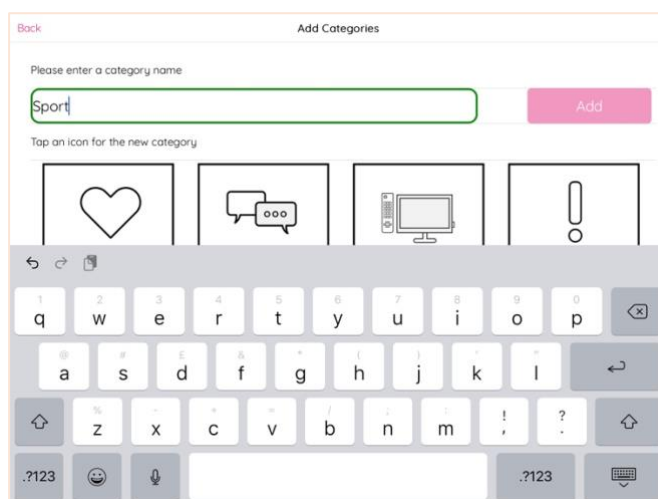 Back Add Categories
Please enter a category name
Sport Add
Tap an icon for the new category
1 2 3 4 5 6 7 8 9 0
q w e r t y u i o p
@ # £ & * ( ) ' "
a s d f g h j k l
% - + = / ; : ! ?
z x c v b n m , .
.?123 .?123